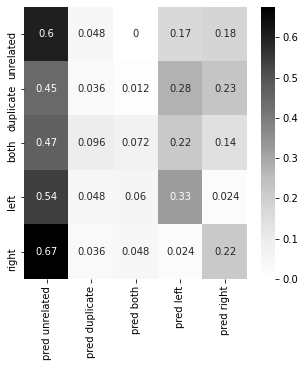 unrelated 0.6 0.048 0 0.17 0.18
duplicate 0.45 0.036 0.012 0.28 0.23
both 0.47 0.096 0.072 0.22 0.14
left 0.54 0.048 0.06 0.33 0.024
right 0.67 0.036 0.048 0.024 0.22
pred unrelated
pred duplicate
pred both
pred left
pred right
0.6
0.5
0.4
0.3
0.2
0.1
0.0